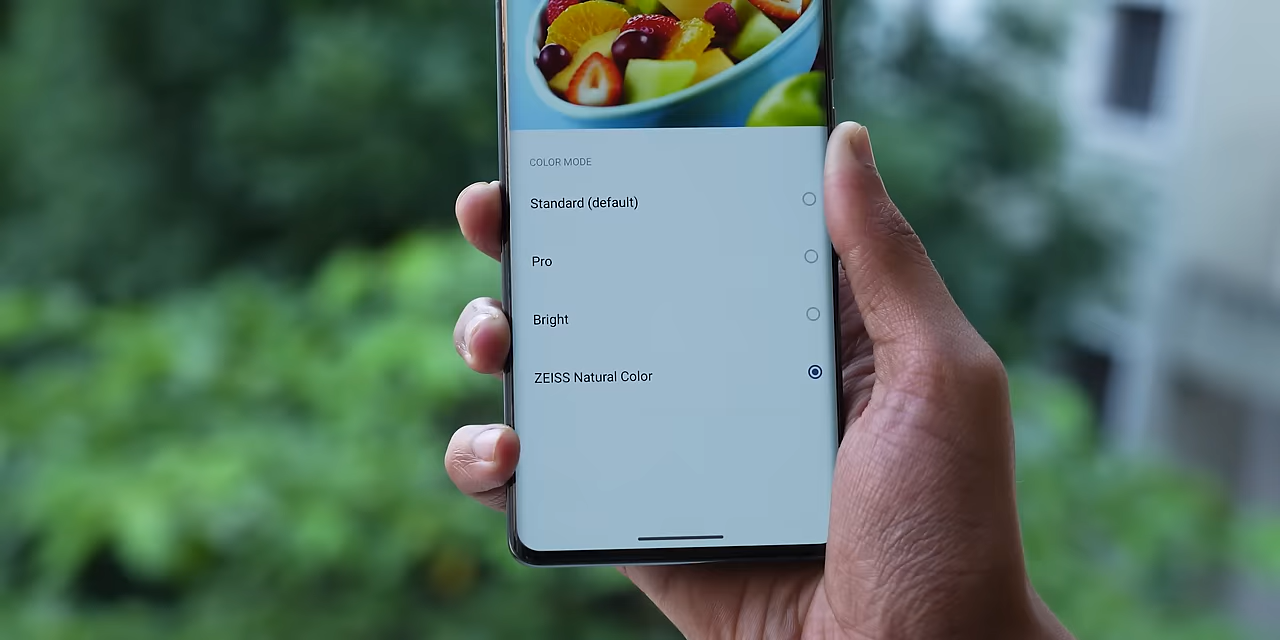 COLOR MODE
Standard (default)
Pro
Bright
ZEISS Natural Color